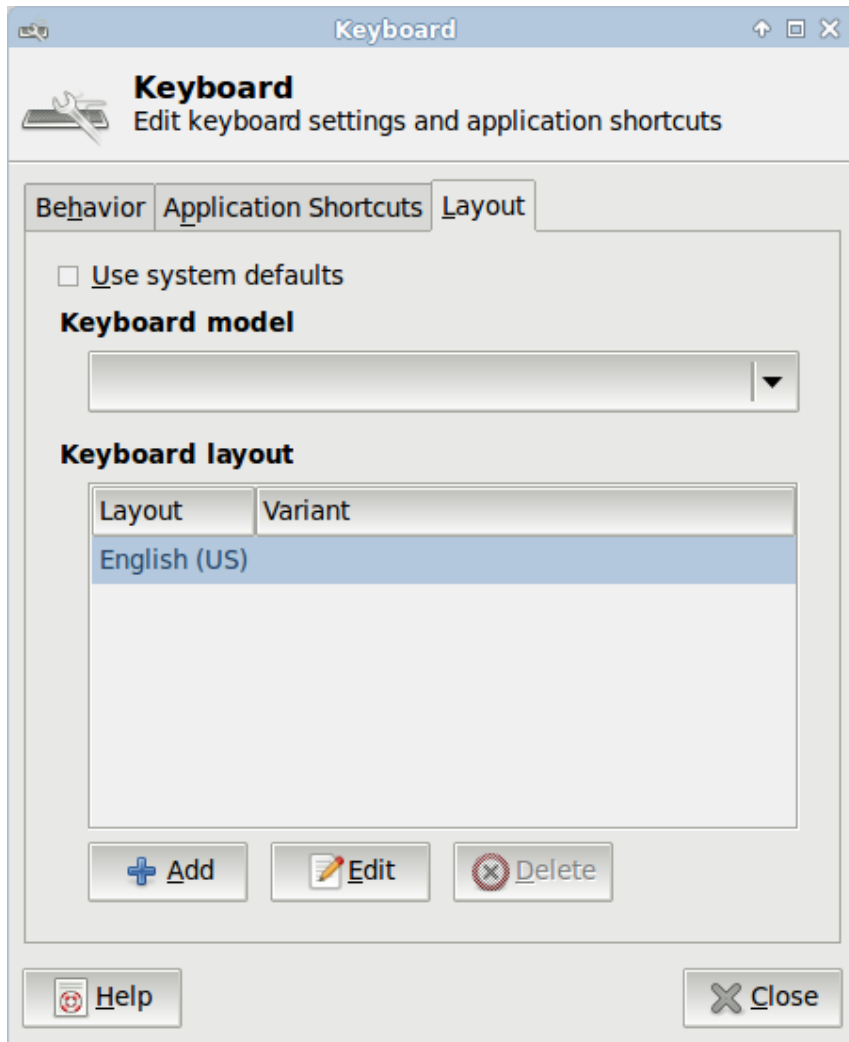 Keyboard
Keyboard
Edit keyboard settings and application shortcuts
Behavior Application Shortcuts Layout
Use system defaults
Keyboard model
Keyboard layout
Layout Variant
English (US)
Add Edit Delete
Help Close